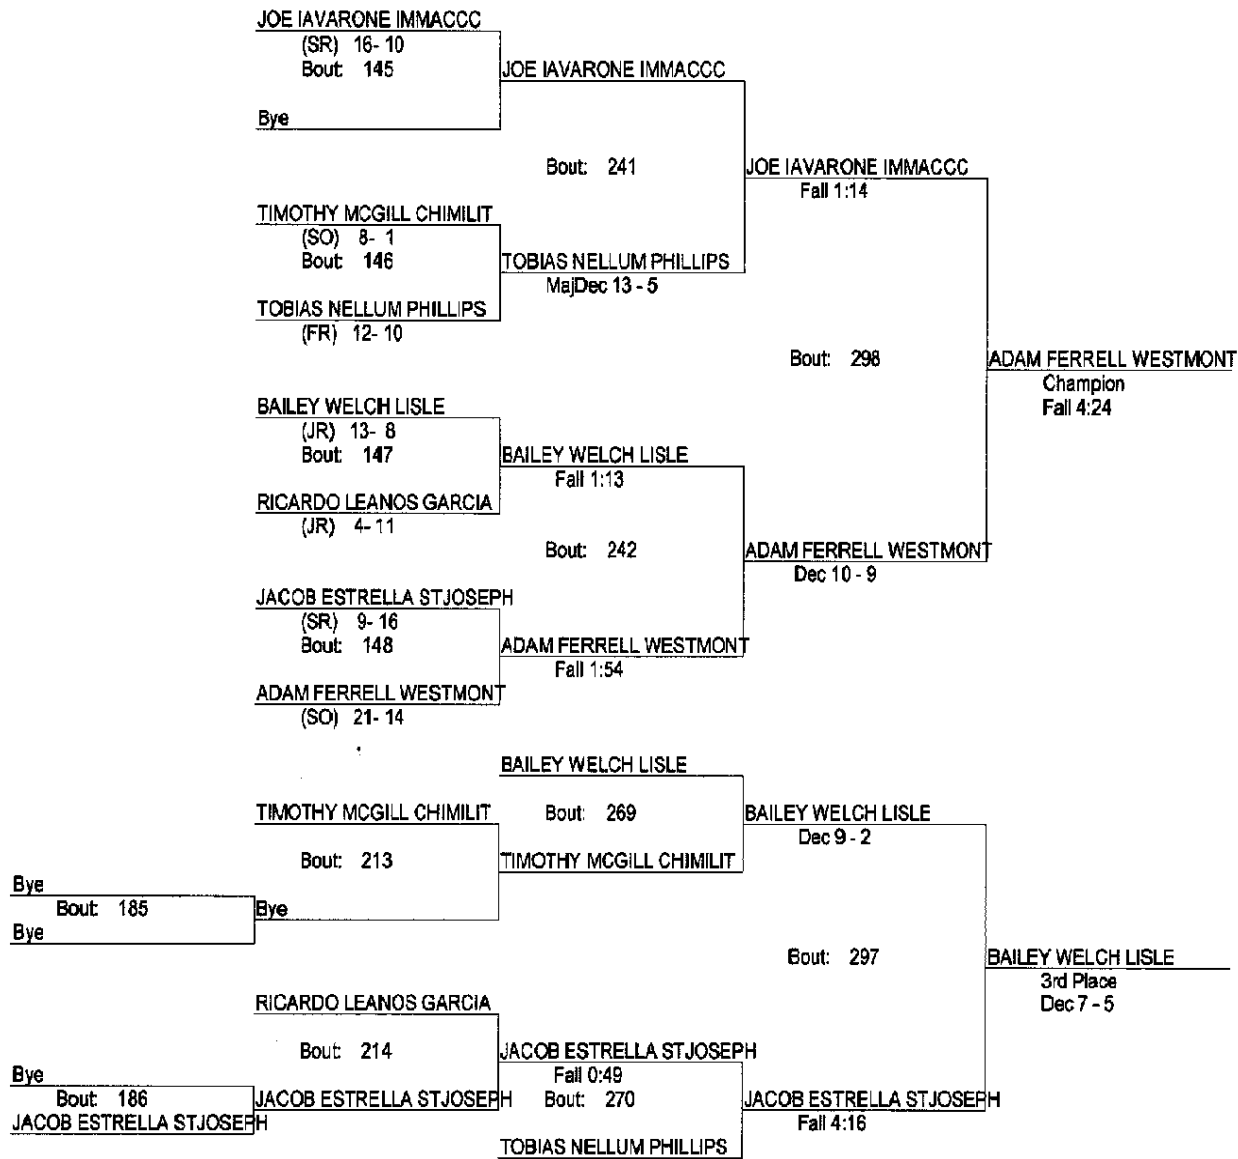 JOE IAVARONE IMMACCC
(SR) 16- 10
Bout: 145
JOE IAVARONE IMMACCC
Bye
Bout: 241
JOE IAVARONE IMMACCC
Fall 1:14
TIMOTHY MCGILL CHIMILIT
(SO) 8- 1
Bout: 146
TOBIAS NELLUM PHILLIPS
MajDec 13 - 5
TOBIAS NELLUM PHILLIPS
(FR) 12- 10
Bout: 298
ADAM FERRELL WESTMONT
Champion
Fall 4:24
BAILEY WELCH LISLE
(JR) 13- 8
Bout: 147
BAILEY WELCH LISLE
Fall 1:13
RICARDO LEANOS GARCIA
(JR) 4- 11
Bout: 242
ADAM FERRELL WESTMONT
Dec 10 - 9
JACOB ESTRELLA STJOSEPH
(SR) 9- 16
Bout: 148
ADAM FERRELL WESTMONT
Fall 1:54
ADAM FERRELL WESTMONT
(SO) 21- 14
BAILEY WELCH LISLE
TIMOTHY MCGILL CHIMILIT
Bout: 269
BAILEY WELCH LISLE
Dec 9 - 2
Bout: 213
TIMOTHY MCGILL CHIMILIT
Bye
Bout: 185
Bye
Bye
Bout: 297
BAILEY WELCH LISLE
3rd Place
Dec 7 - 5
RICARDO LEANOS GARCIA
Bout: 214
JACOB ESTRELLA STJOSEPH
Fall 0:49
Bye
Bout: 186
JACOB ESTRELLA STJOSEPH
JACOB ESTRELLA STJOSEPH
Bout: 270
JACOB ESTRELLA STJOSEPH
Fall 4:16
TOBIAS NELLUM PHILLIPS